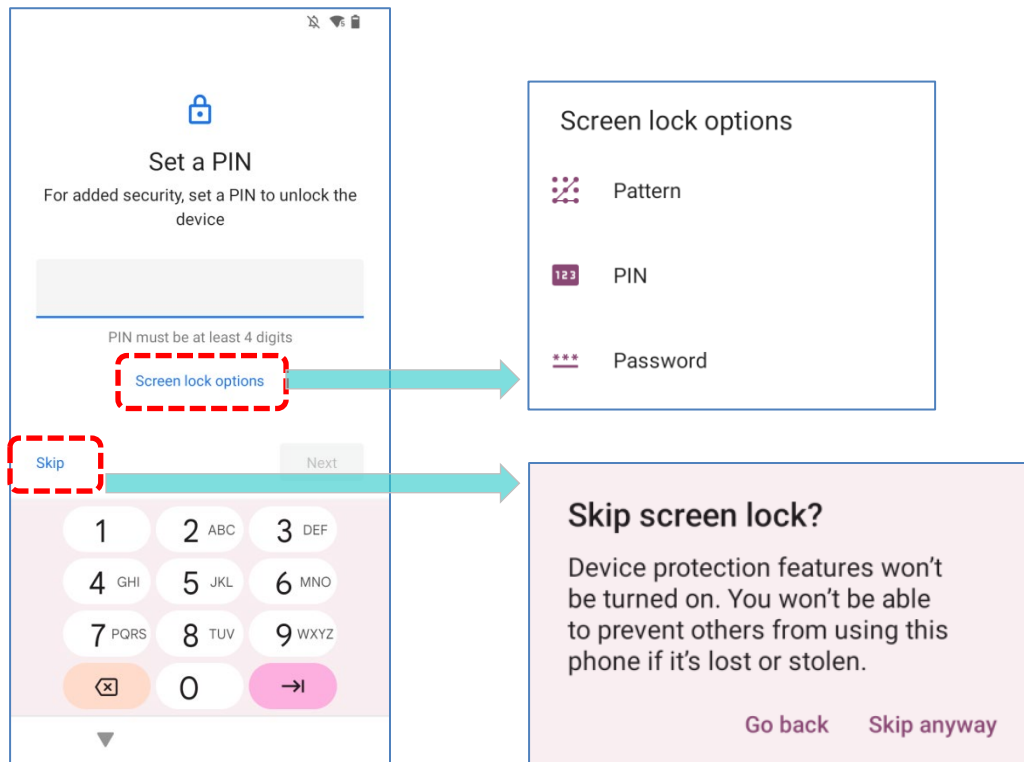 Set a PIN
For added security, set a PIN to unlock the
device
PIN must be at least 4 digits
Screen lock options
Skip
Next
1
2 ABC
3 DEF
4 GHI
5 JKL
6 MNO
7 PQRS
8 TUV
9 WXYZ
0
Screen lock options
Pattern
123
PIN
***
Password
Skip screen lock?
Device protection features won't
be turned on. You won't be able
to prevent others from using this
phone if it's lost or stolen.
Go back
Skip anyway